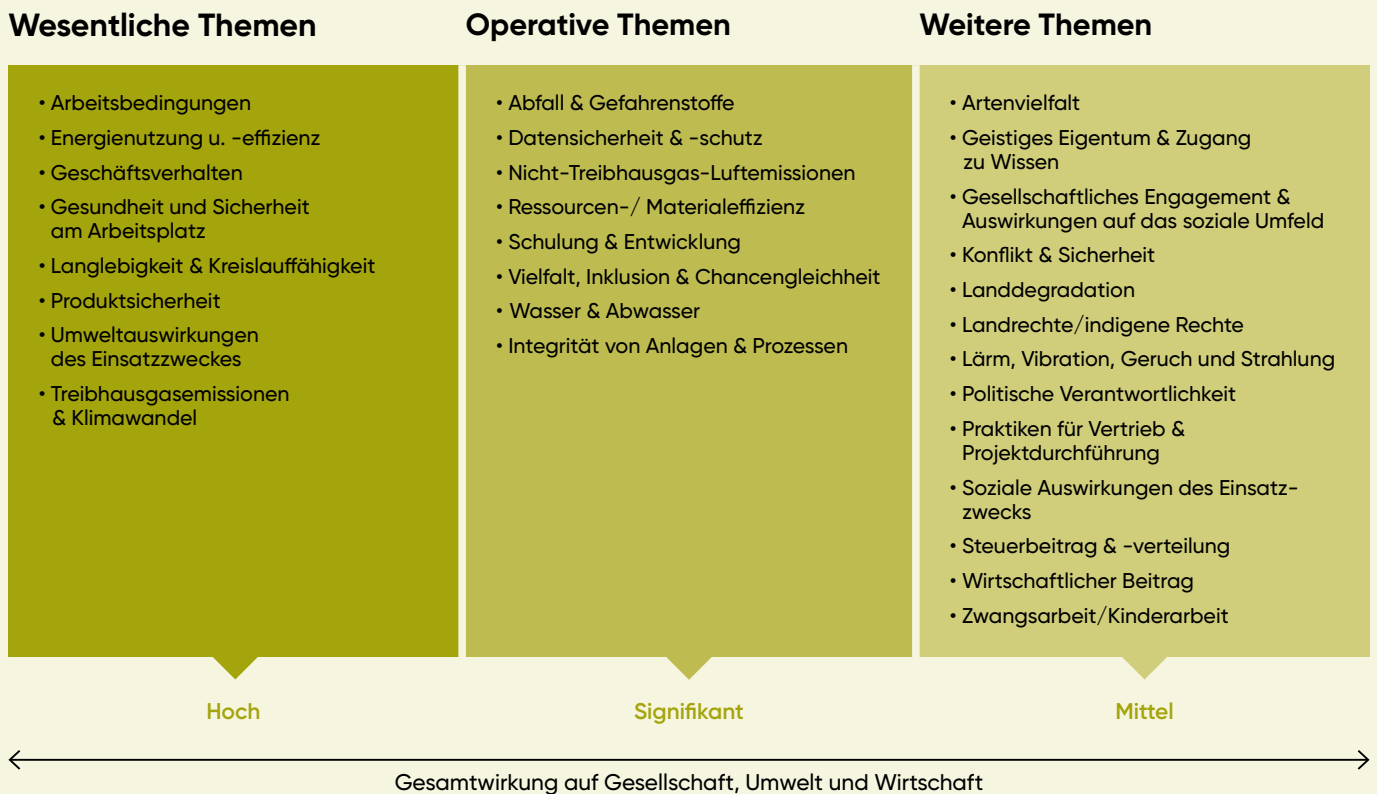 Wesentliche Themen
• Arbeitsbedingungen
• Energienutzung u. -effizienz
• Geschäftsverhalten
• Gesundheit und Sicherheit
am Arbeitsplatz
• Langlebigkeit & Kreislauffähigkeit
• Produktsicherheit
• Umweltauswirkungen
des Einsatzzweckes
• Treibhausgasemissionen
& Klimawandel
Hoch
Operative Themen
• Abfall & Gefahrenstoffe
• Datensicherheit & -schutz
• Nicht-Treibhausgas-Luftemissionen
• Ressourcen-/ Materialeffizienz
• Schulung & Entwicklung
• Vielfalt, Inklusion & Chancengleichheit
• Wasser & Abwasser
• Integrität von Anlagen & Prozessen
Signifikant
Weitere Themen
• Artenvielfalt
• Geistiges Eigentum & Zugang
zu Wissen
• Gesellschaftliches Engagement &
Auswirkungen auf das soziale Umfeld
• Konflikt & Sicherheit
• Landdegradation
• Landrechte/indigene Rechte
• Lärm, Vibration, Geruch und Strahlung
• Politische Verantwortlichkeit
• Praktiken für Vertrieb &
Projektdurchführung
• Soziale Auswirkungen des Einsatz-
zwecks
• Steuerbeitrag & -verteilung
• Wirtschaftlicher Beitrag
• Zwangsarbeit/Kinderarbeit
Mittel
Gesamtwirkung auf Gesellschaft, Umwelt und Wirtschaft